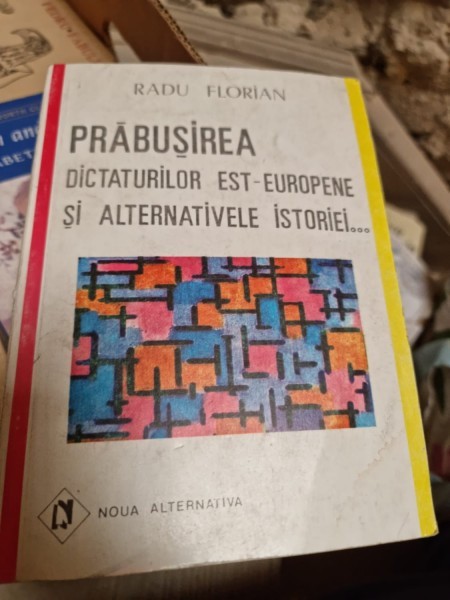 RADU FLORiAN
PRĂBUȘiREA
DiCTATURiLOR EST-EUROPENE
Și ALTERNATiVELE iSTORiEi...
NOUA ALTERNATIVA